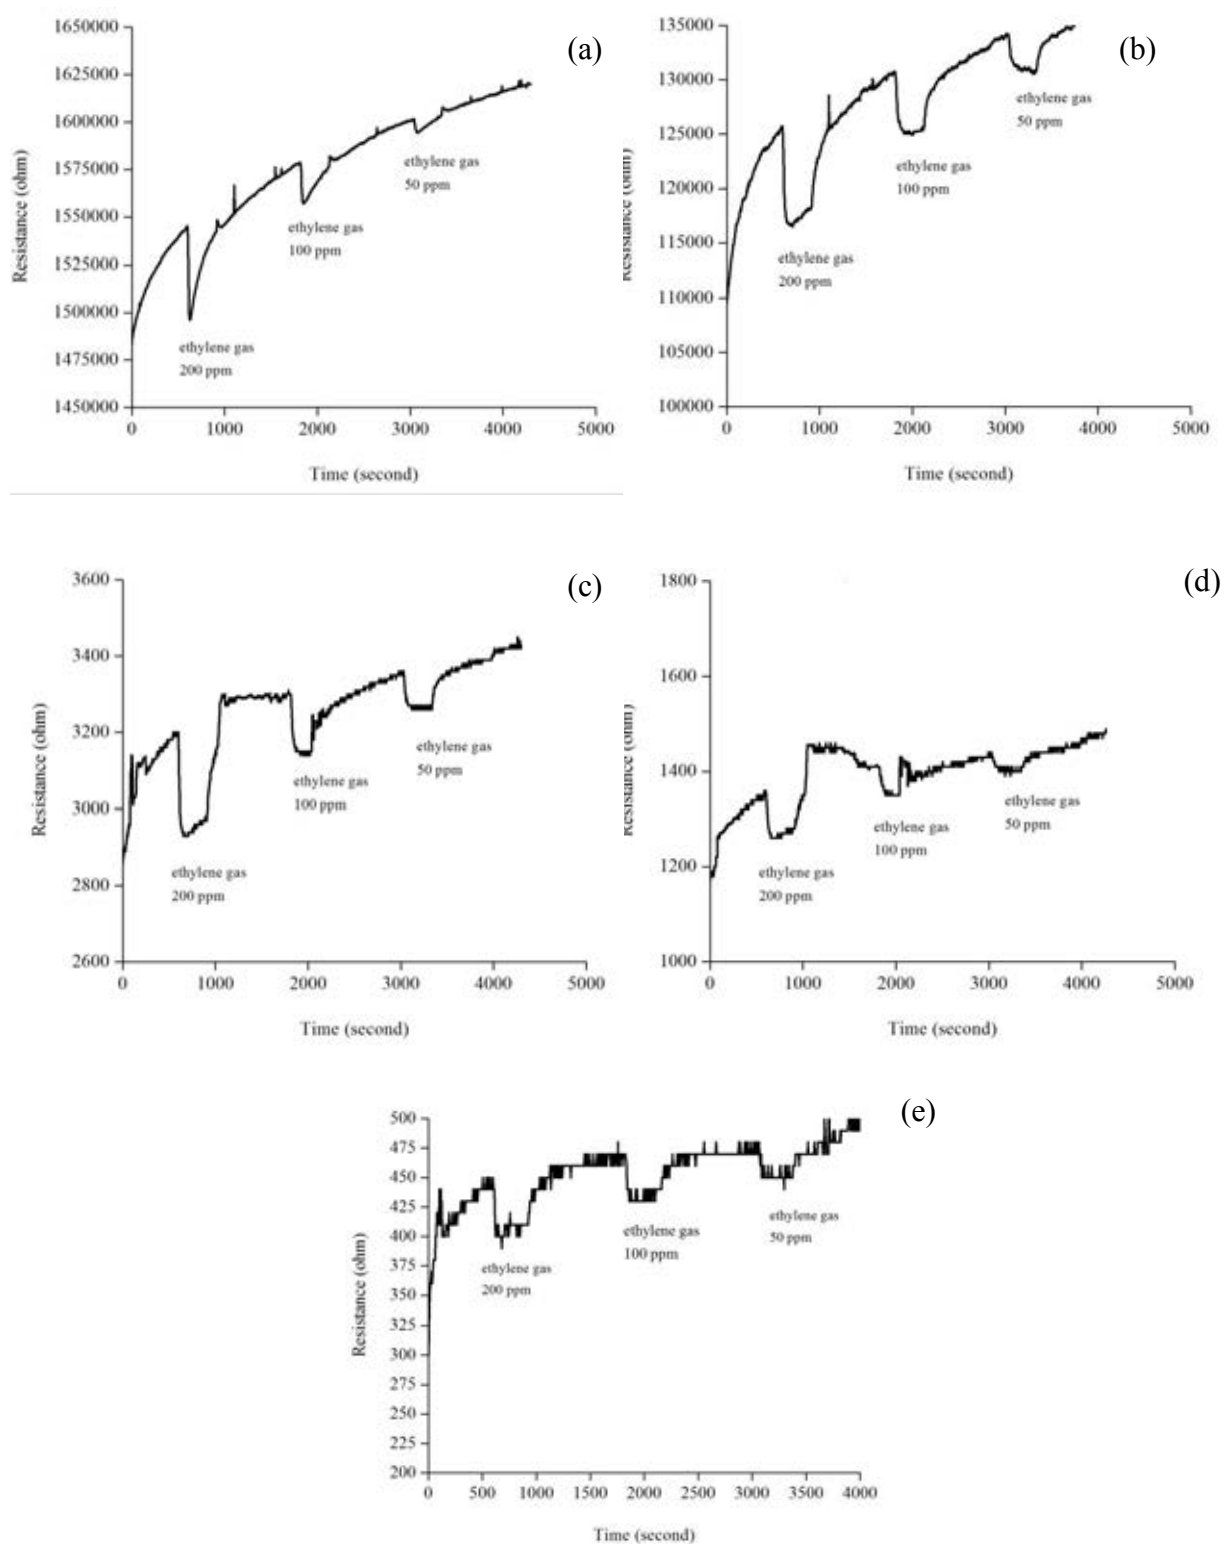 (a)
1650000
1625000
1600000
1575000
1550000
1525000
1500000
1475000
1450000
Resistance (ohm)
0 1000 2000 3000 4000 5000
Time (second)
ethylene gas
200 ppm
ethylene gas
100 ppm
ethylene gas
50 ppm
(b)
135000
130000
125000
120000
115000
110000
105000
100000
Resistance (ohm)
0 1000 2000 3000 4000 5000
Time (second)
ethylene gas
200 ppm
ethylene gas
100 ppm
ethylene gas
50 ppm
(c)
3600
3400
3200
3000
2800
2600
Resistance (ohm)
0 1000 2000 3000 4000 5000
Time (second)
ethylene gas
200 ppm
ethylene gas
100 ppm
ethylene gas
50 ppm
(d)
1800
1600
1400
1200
1000
Resistance (ohm)
0 1000 2000 3000 4000 5000
Time (second)
ethylene gas
200 ppm
ethylene gas
100 ppm
ethylene gas
50 ppm
(e)
500
475
450
425
400
375
350
325
300
275
250
225
200
Resistance (ohm)
0 500 1000 1500 2000 2500 3000 3500 4000
Time (second)
ethylene gas
200 ppm
ethylene gas
100 ppm
ethylene gas
50 ppm